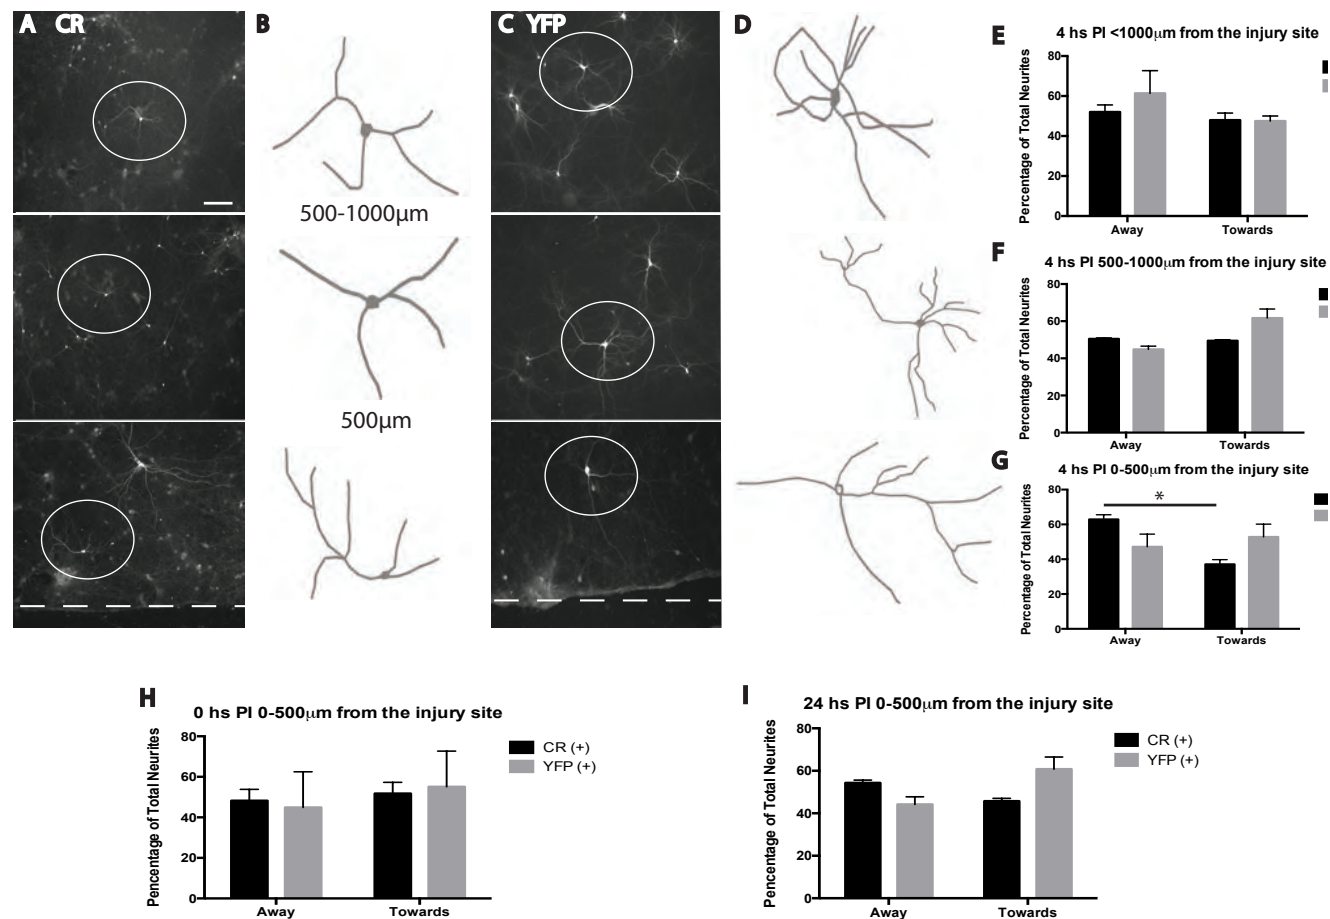 A CR
B
C YFP
D
500-1000μm
500μm
E
4 hs PI <1000μm from the injury site
Percentage of Total Neurites
80
60
40
20
0
Away
Towards
F
4 hs PI 500-1000μm from the injury site
Percentage of Total Neurites
80
60
40
20
0
Away
Towards
G
4 hs PI 0-500μm from the injury site
Percentage of Total Neurites
80
60
40
20
0
*
Away
Towards
H
0 hs PI 0-500μm from the injury site
Pencentage of Total Neurites
80
60
40
20
0
Away
Towards
CR (+)
YFP (+)
I
24 hs PI 0-500μm from the injury site
Pencentage of Total Neurites
80
60
40
20
0
Away
Towards
CR (+)
YFP (+)